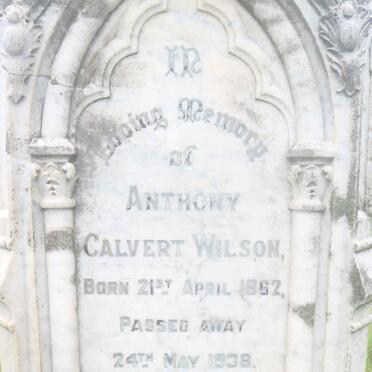 In
Loving Memory
of
Anthony
Calvert Wilson,
Born 21st April 1862,
Passed away
24th May 1938.